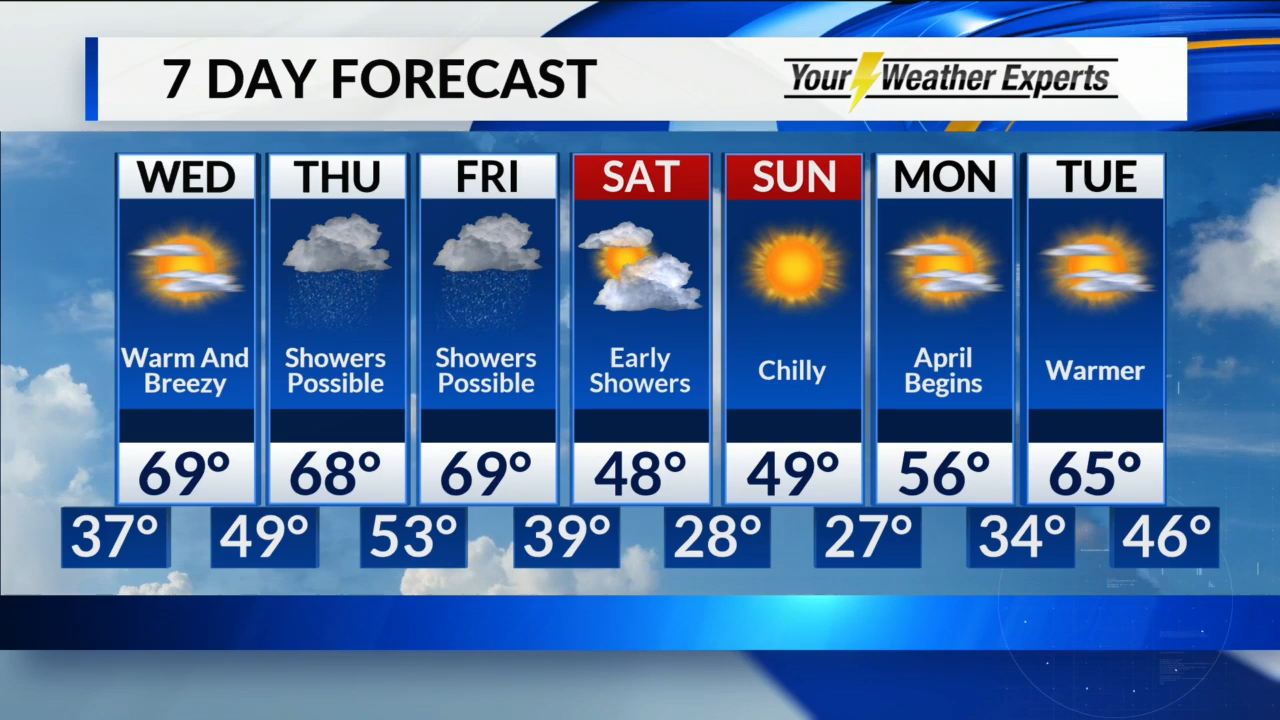 7 DAY FORECAST
Your Weather Experts
WED THU FRI SAT SUN MON TUE
Warm And
Breezy
Showers
Possible
Showers
Possible
Early
Showers
Chilly
April
Begins
Warmer
69° 68° 69° 48° 49° 56° 65°
37° 49° 53° 39° 28° 27° 34° 46°